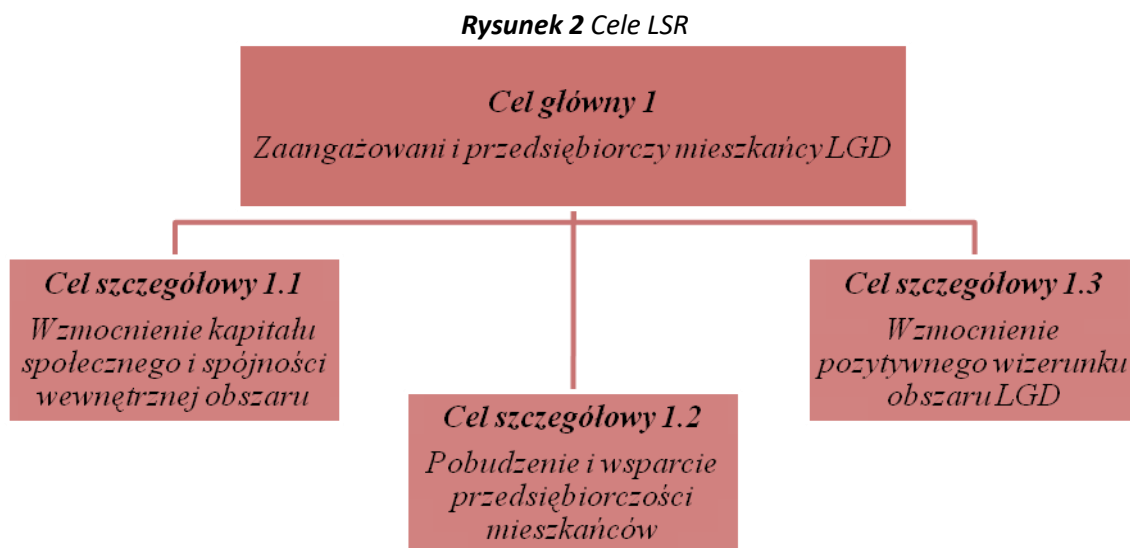 Rysunek 2 Cele LSR
Cel główny 1
Zaangażowani i przedsiębiorczy mieszkańcy LGD
Cel szczegółowy 1.1
Wzmocnienie kapitału
społecznego i spójności
wewnętrznej obszaru
Cel szczegółowy 1.2
Pobudzenie i wsparcie
przedsiębiorczości
mieszkańców
Cel szczegółowy 1.3
Wzmocnienie
pozytywnego wizerunku
obszaru LGD